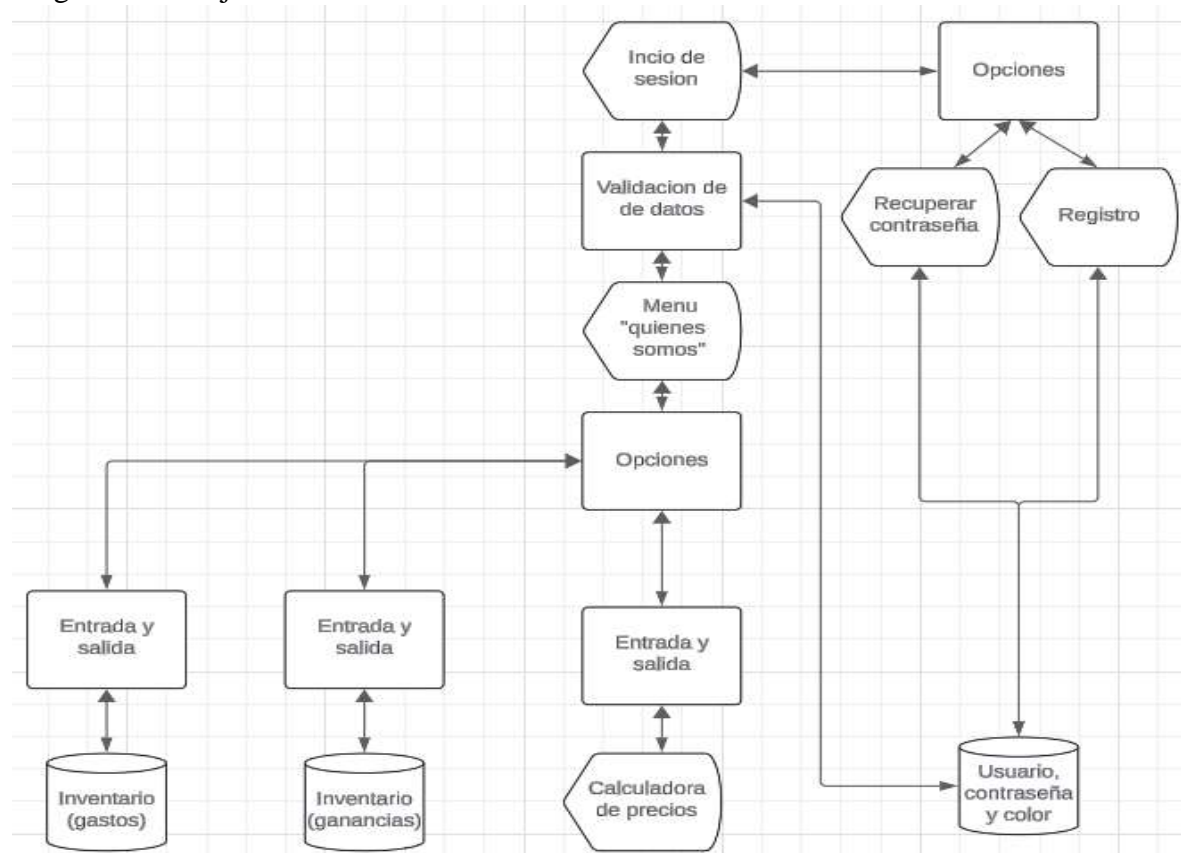 Incio de
sesion
Opciones
Validacion de
de datos
Recuperar
contraseña
Registro
Menu
"quienes
somos"
Opciones
Entrada y
salida
Entrada y
salida
Entrada y
salida
Inventario
(gastos)
Inventario
(ganancias)
Calculadora
de precios
Usuario,
contraseña
y color